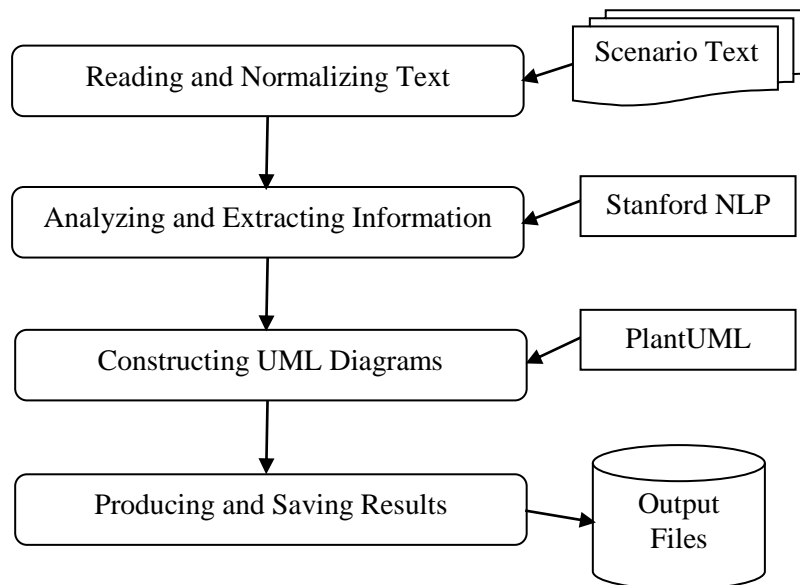 Reading and Normalizing Text
Scenario Text
Analyzing and Extracting Information
Stanford NLP
Constructing UML Diagrams
PlantUML
Producing and Saving Results
Output
Files